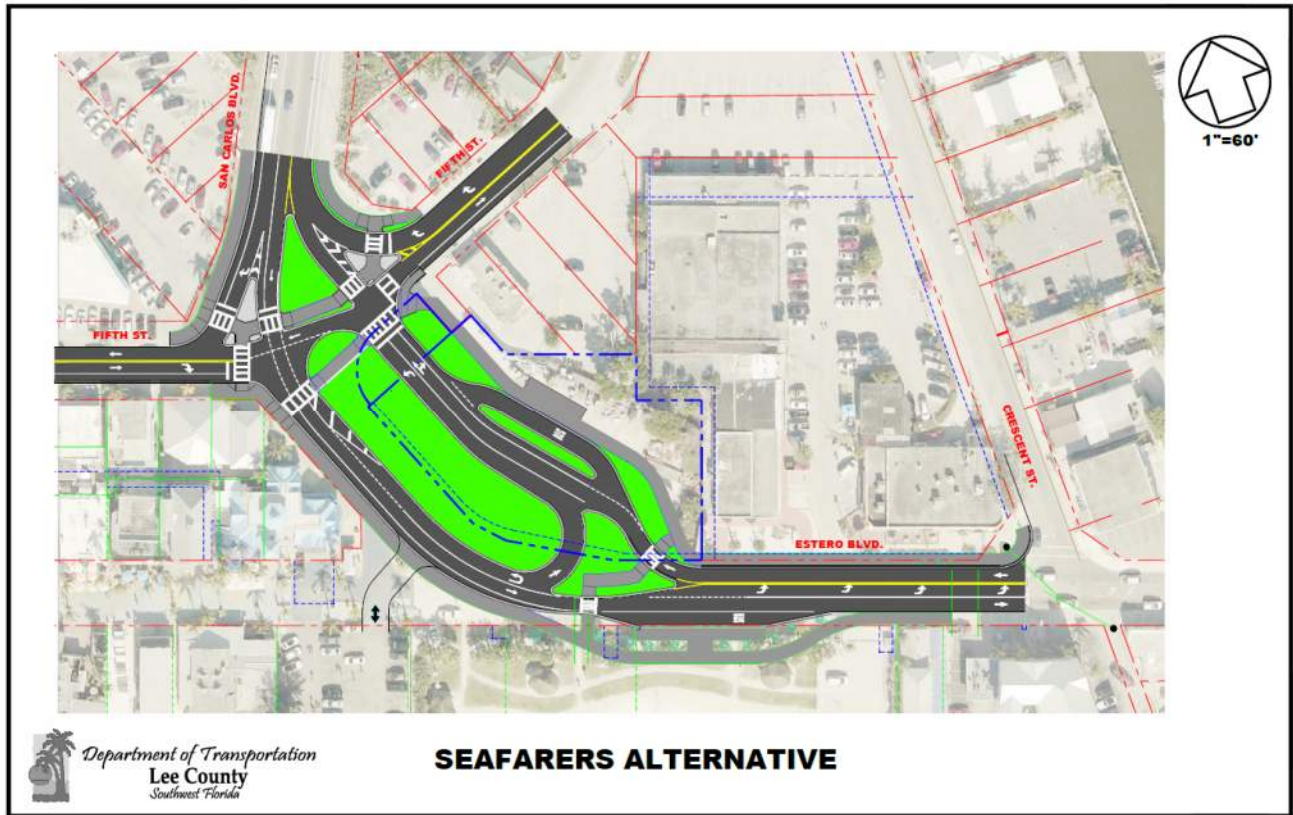 SAN CARLOS BLVD.
FIFTH ST.
1"=60'
FIFTH ST.
CRESCENT ST.
ESTERO BLVD.
Department of Transportation
Lee County
Southwest Florida
SEAFARERS ALTERNATIVE